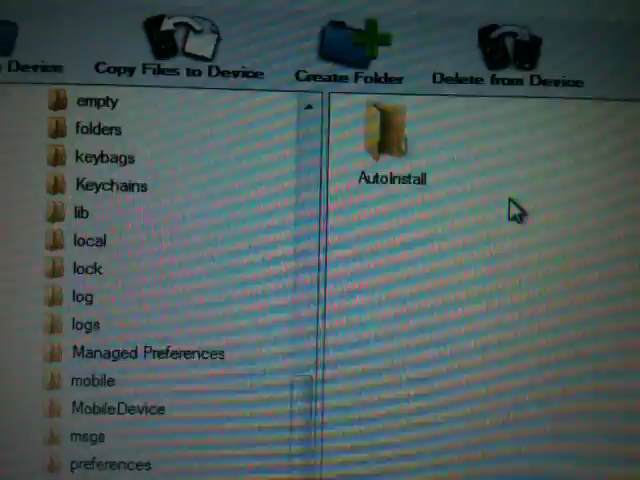 Device
Copy Files to Device
Create Folder
Delete from Device
empty
folders
keybags
Keychains
lib
local
lock
log
logs
Managed Preferences
mobile
MobileDevice
msgs
preferences
AutoInstall